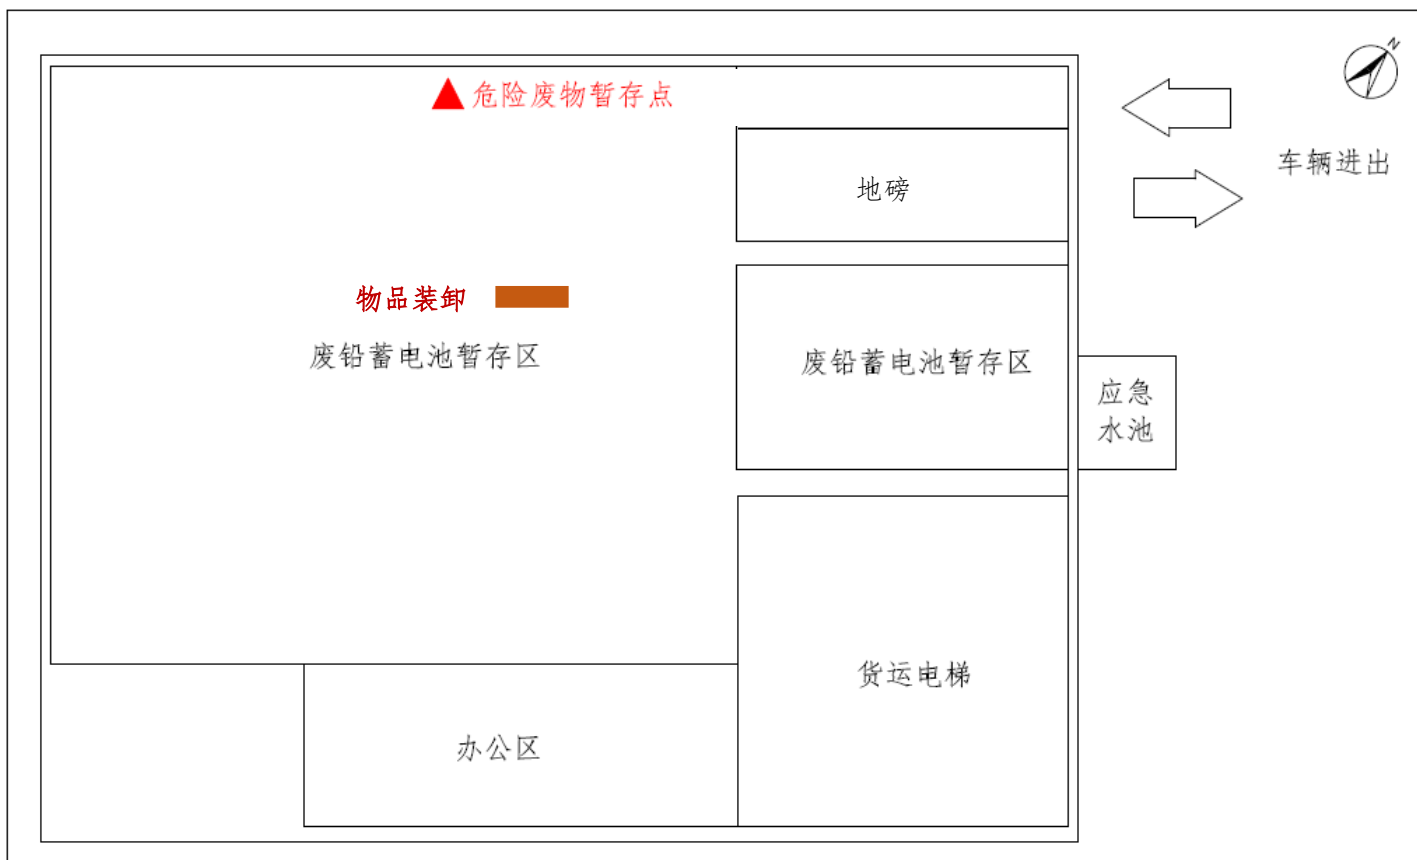 N
危险废物暂存点
车辆进出
地磅
物品装卸
废铅蓄电池暂存区
废铅蓄电池暂存区
应急
水池
货运电梯
办公区